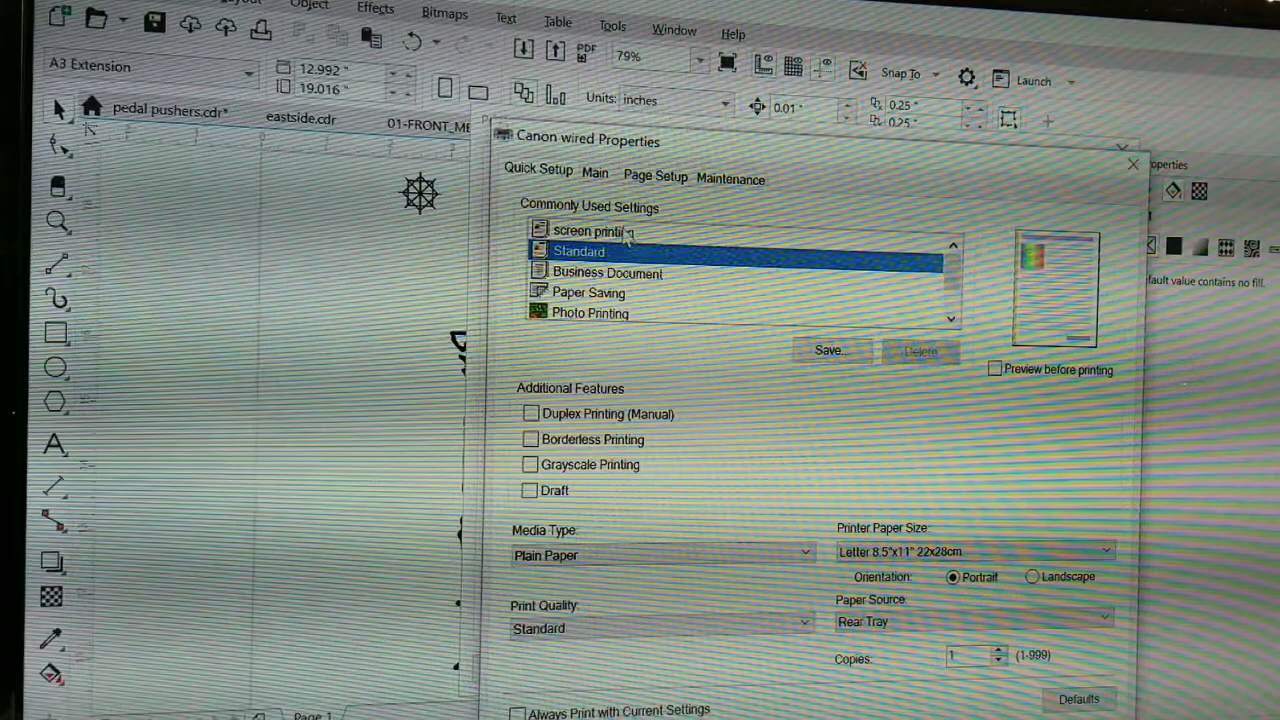 Object Effects Bitmaps Text Table Tools Window Help
PDF 79% Snap To Launch
A3 Extension 12.992 " 19.016 " Units: inches 0.01 " 0.25 " 0.25 "
pedal pushers.cdr* eastside.cdr 01-FRONT_ME
Canon wired Properties
Quick Setup Main Page Setup Maintenance
Commonly Used Settings
screen printing
Standard
Business Document
Paper Saving
Photo Printing
Save... Delete...
Preview before printing
Additional Features
Duplex Printing (Manual)
Borderless Printing
Grayscale Printing
Draft
Media Type:
Plain Paper
Printer Paper Size:
Letter 8.5"x11" 22x28cm
Orientation: Portrait Landscape
Print Quality:
Standard
Paper Source:
Rear Tray
Copies: 1 (1-999)
Defaults
Always Print with Current Settings
Page 1
operties
fault value contains no fill.